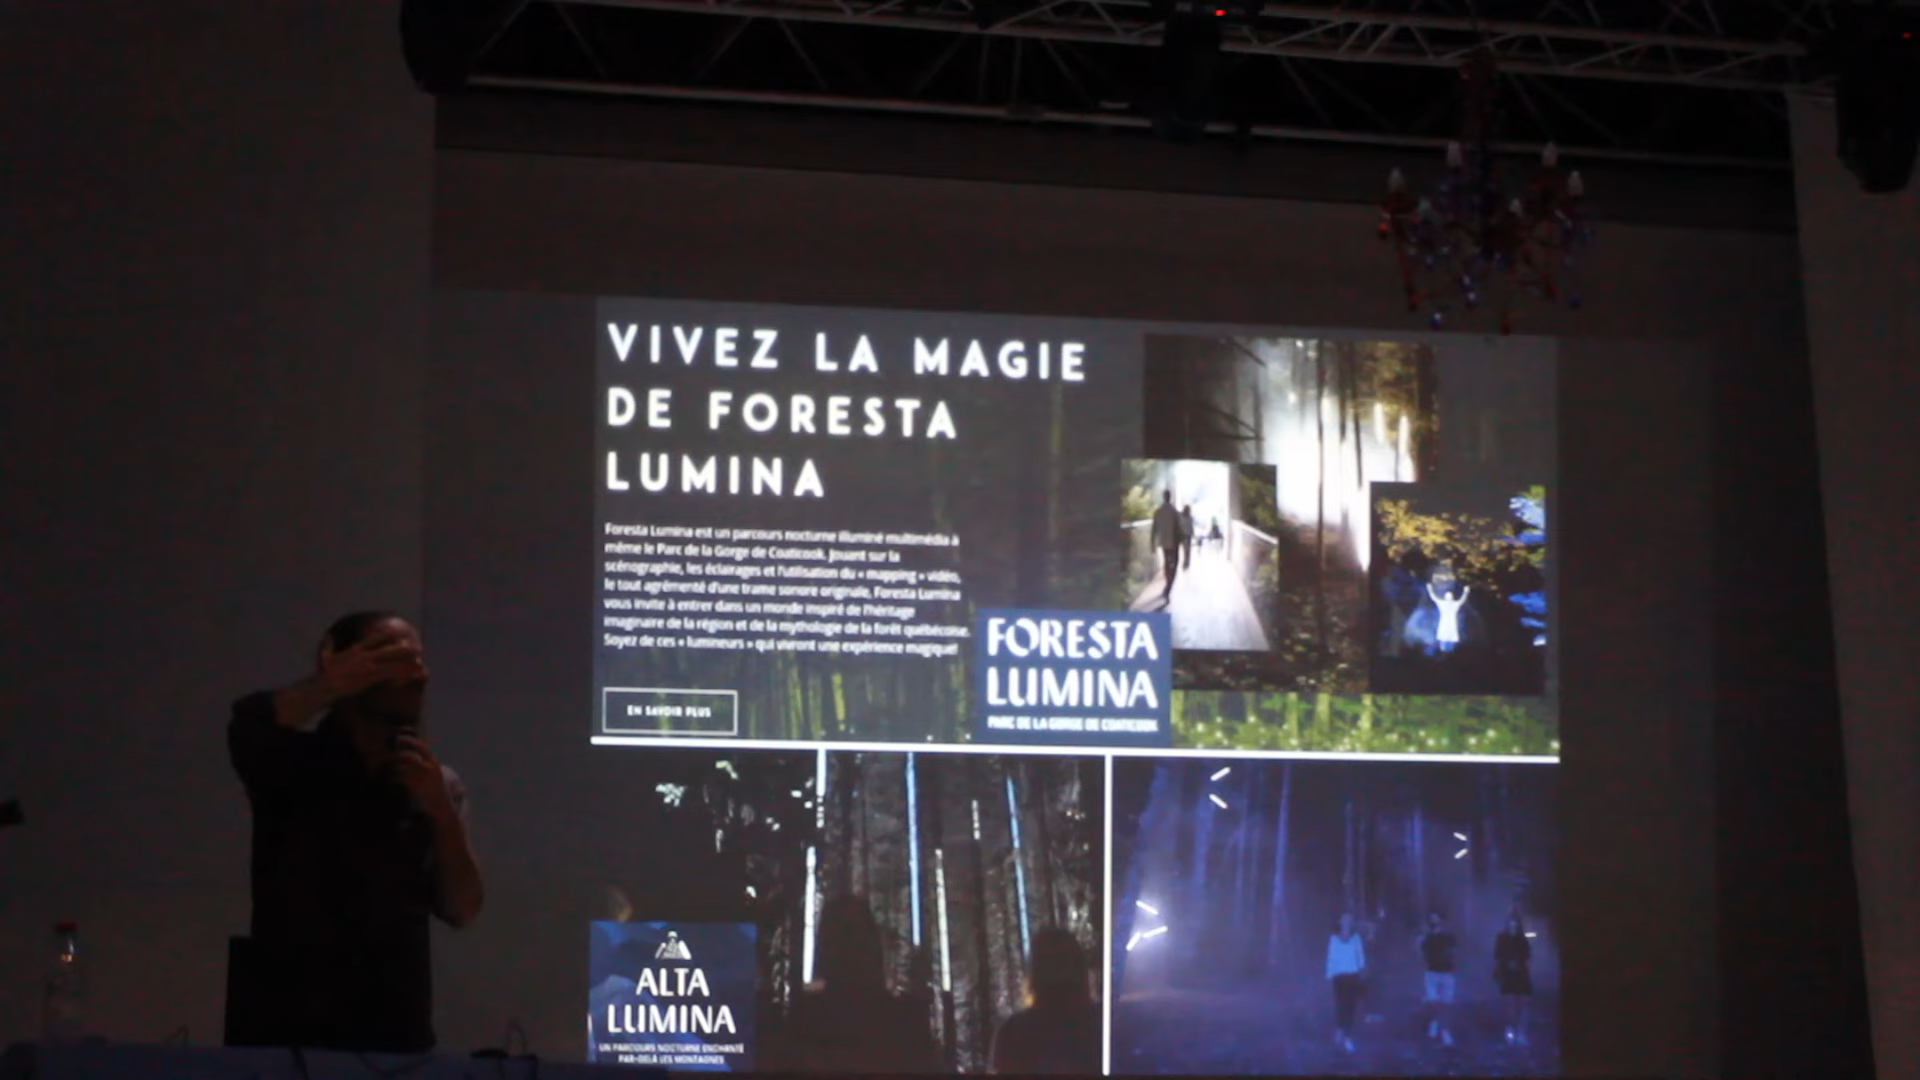 VIVEZ LA MAGIE
DE FORESTA
LUMINA
Foresta Lumina est un parcours nocturne illuminé multimédia à
même le Parc de la Gorge de Coaticook. Jouant sur la
scénographie, les éclairages et l'utilisation du « mapping » vidéo,
le tout agrémenté d'une trame sonore originale, Foresta Lumina
vous invite à entrer dans un monde inspiré de l'héritage
imaginaire de la région et de la mythologie de la forêt québécoise.
Soyez de ces « lumineurs » qui vivront une expérience magique!
EN SAVOIR PLUS
FORESTA
LUMINA
PARC DE LA GORGE DE COATICOOK
ALTA
LUMINA
UN PARCOURS NOCTURNE ENCHANTÉ
PAR-DELÀ LES MONTAGNES